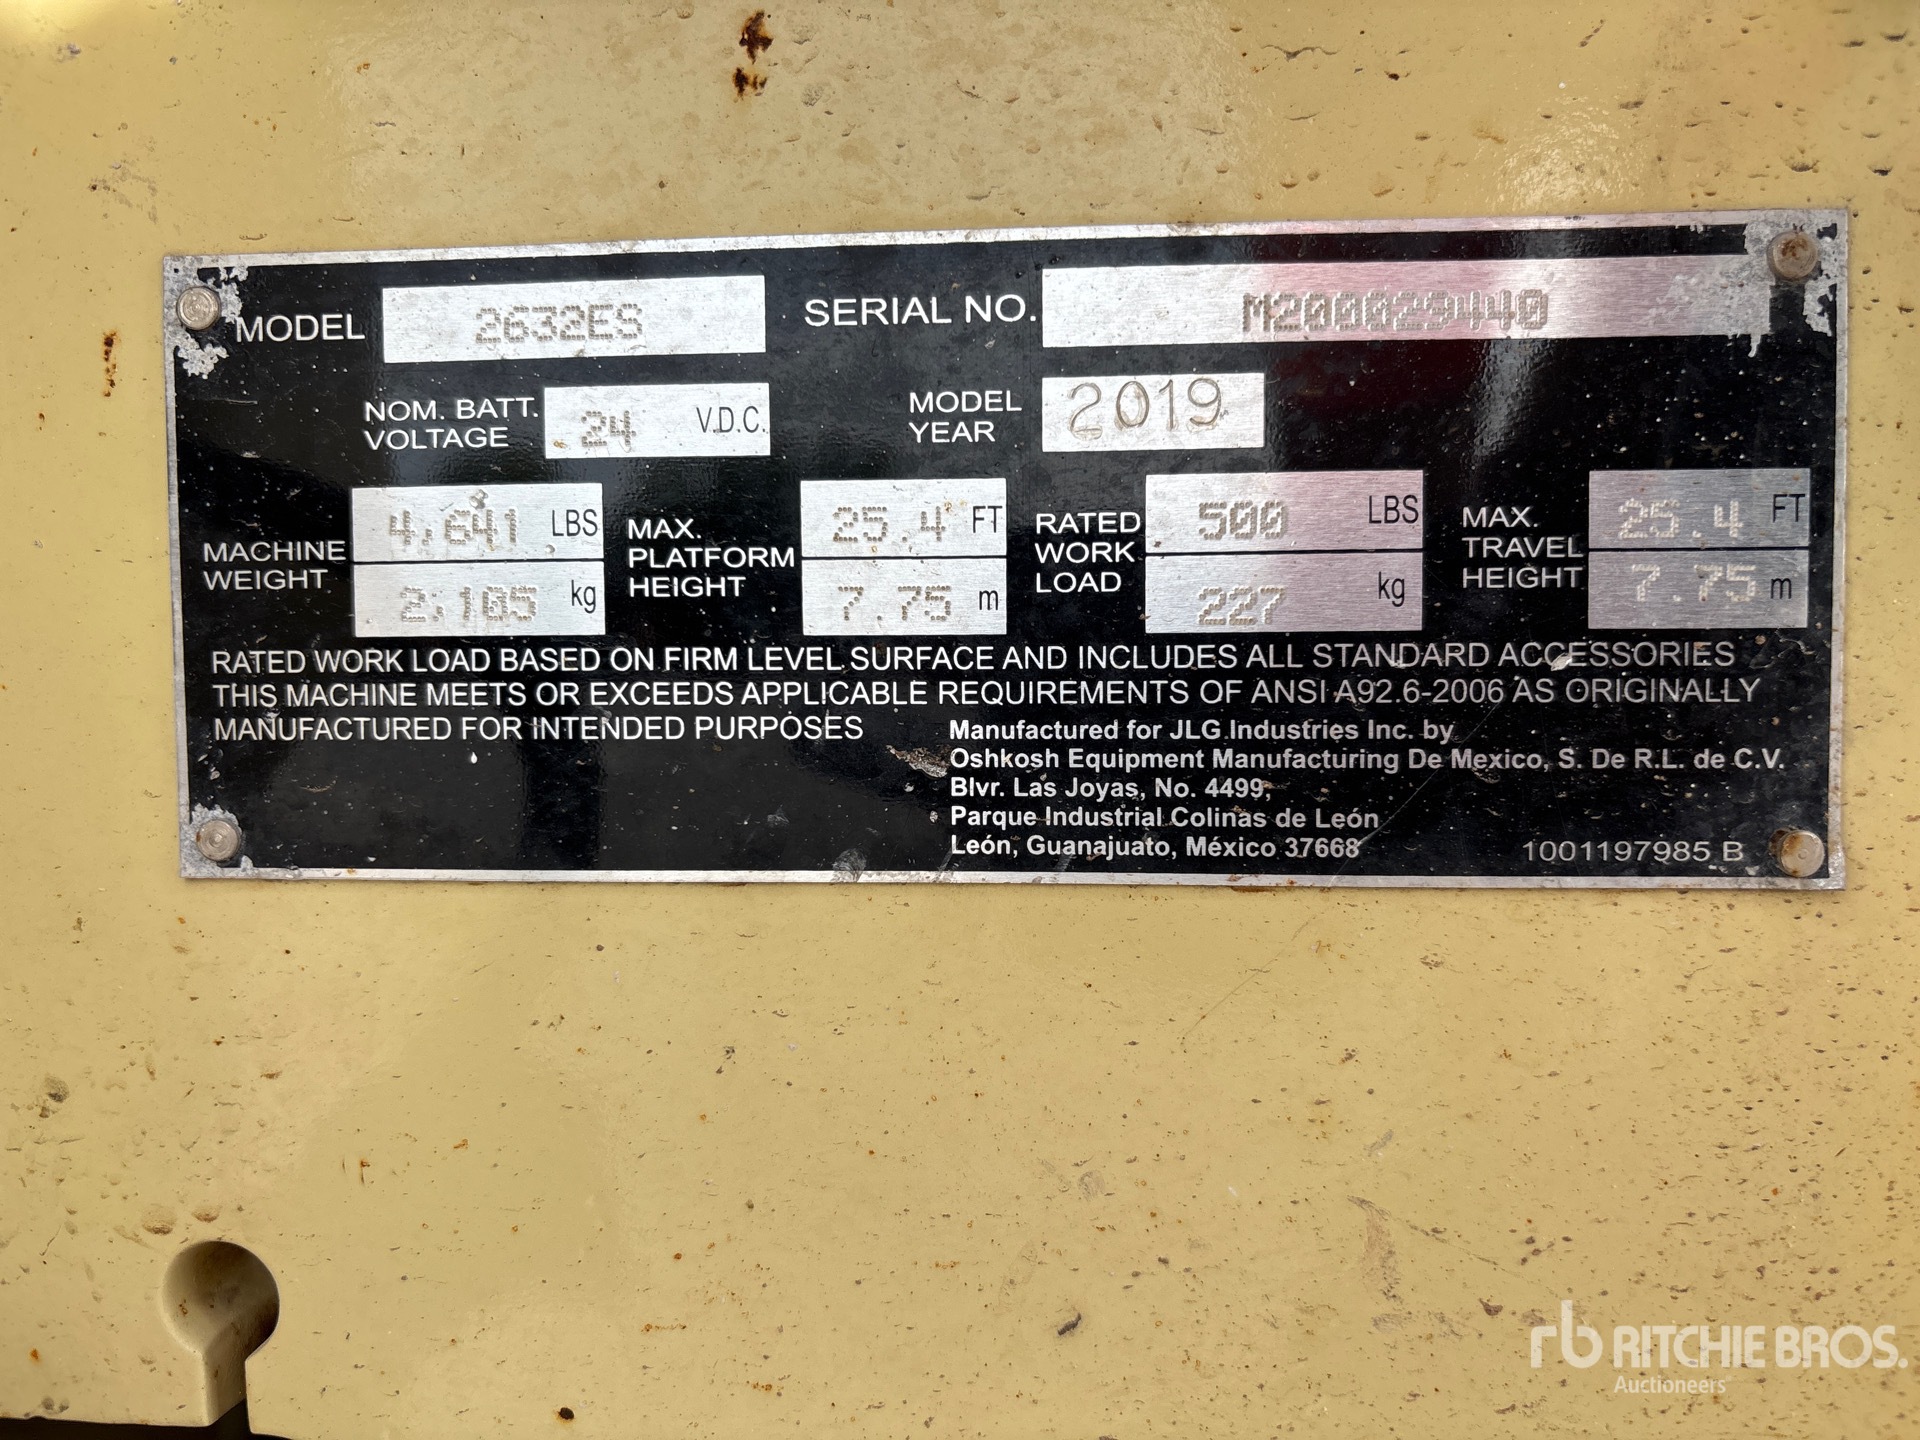 MODEL 2632ES SERIAL NO. M200029440
NOM. BATT. VOLTAGE 24 V.D.C. MODEL YEAR 2019
MACHINE WEIGHT 4,641 LBS 2,105 kg MAX. PLATFORM HEIGHT 25.4 FT 7.75 m RATED WORK LOAD 500 LBS 227 kg MAX. TRAVEL HEIGHT 25.4 FT 7.75 m
RATED WORK LOAD BASED ON FIRM LEVEL SURFACE AND INCLUDES ALL STANDARD ACCESSORIES
THIS MACHINE MEETS OR EXCEEDS APPLICABLE REQUIREMENTS OF ANSI A92.6-2006 AS ORIGINALLY
MANUFACTURED FOR INTENDED PURPOSES
Manufactured for JLG Industries Inc. by
Oshkosh Equipment Manufacturing De Mexico, S. De R.L. de C.V.
Blvr. Las Joyas, No. 4499,
Parque Industrial Colinas de León
León, Guanajuato, México 37668
1001197985 B
rb RITCHIE BROS.
Auctioneers